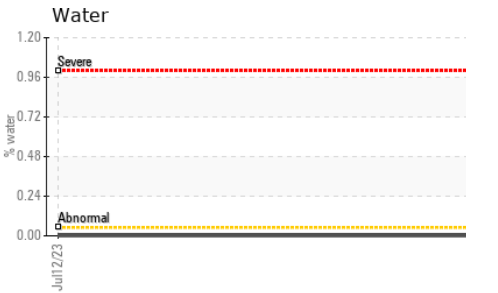 Water
1.20
Severe
0.96
0.72
% water
0.48
0.24
Abnormal
0.00
Jul12/23